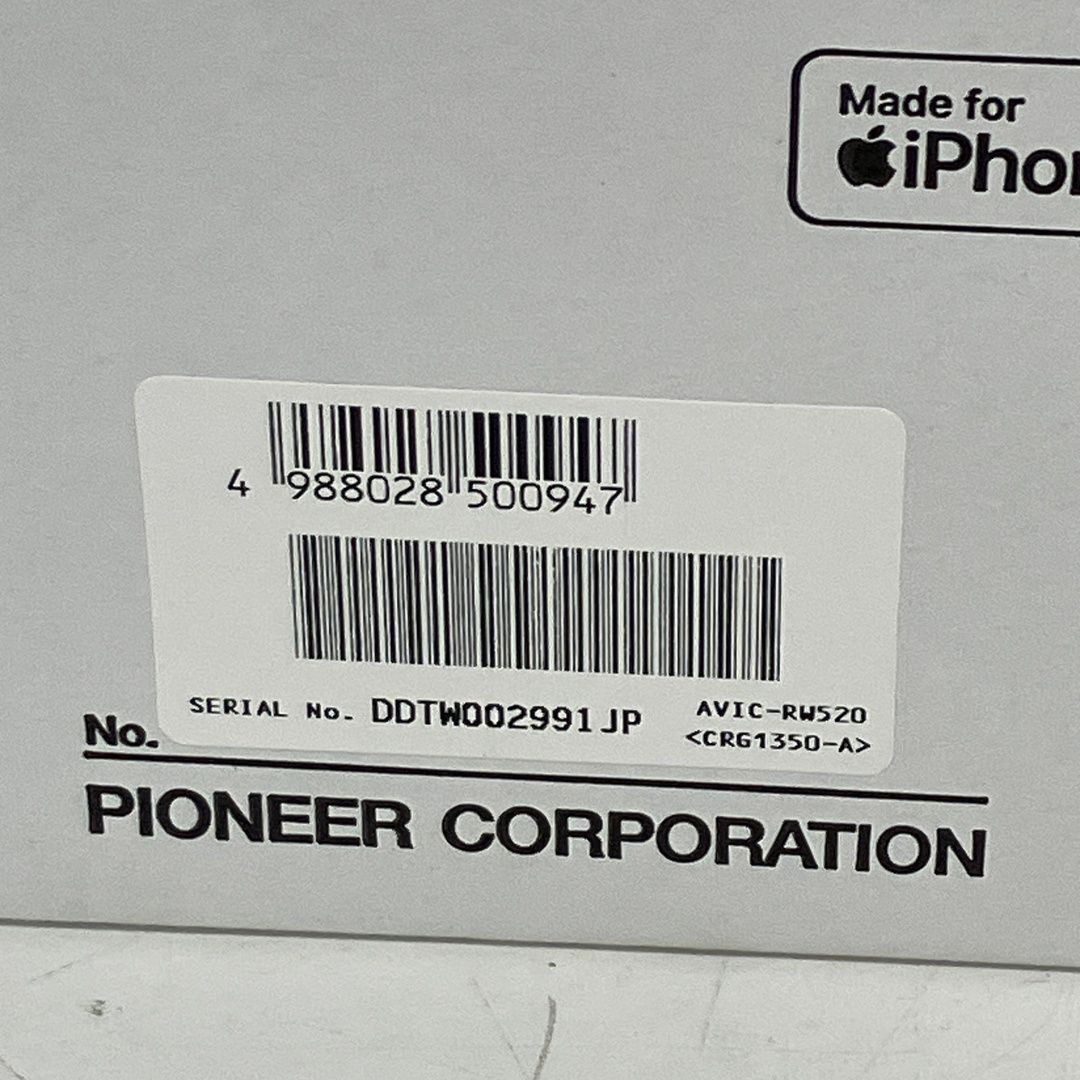 Made for
iPhon
4 988028 500947
SERIAL No. DDTW002991JP
AVIC-RW520
<CRG1350-A>
No.
PIONEER CORPORATION